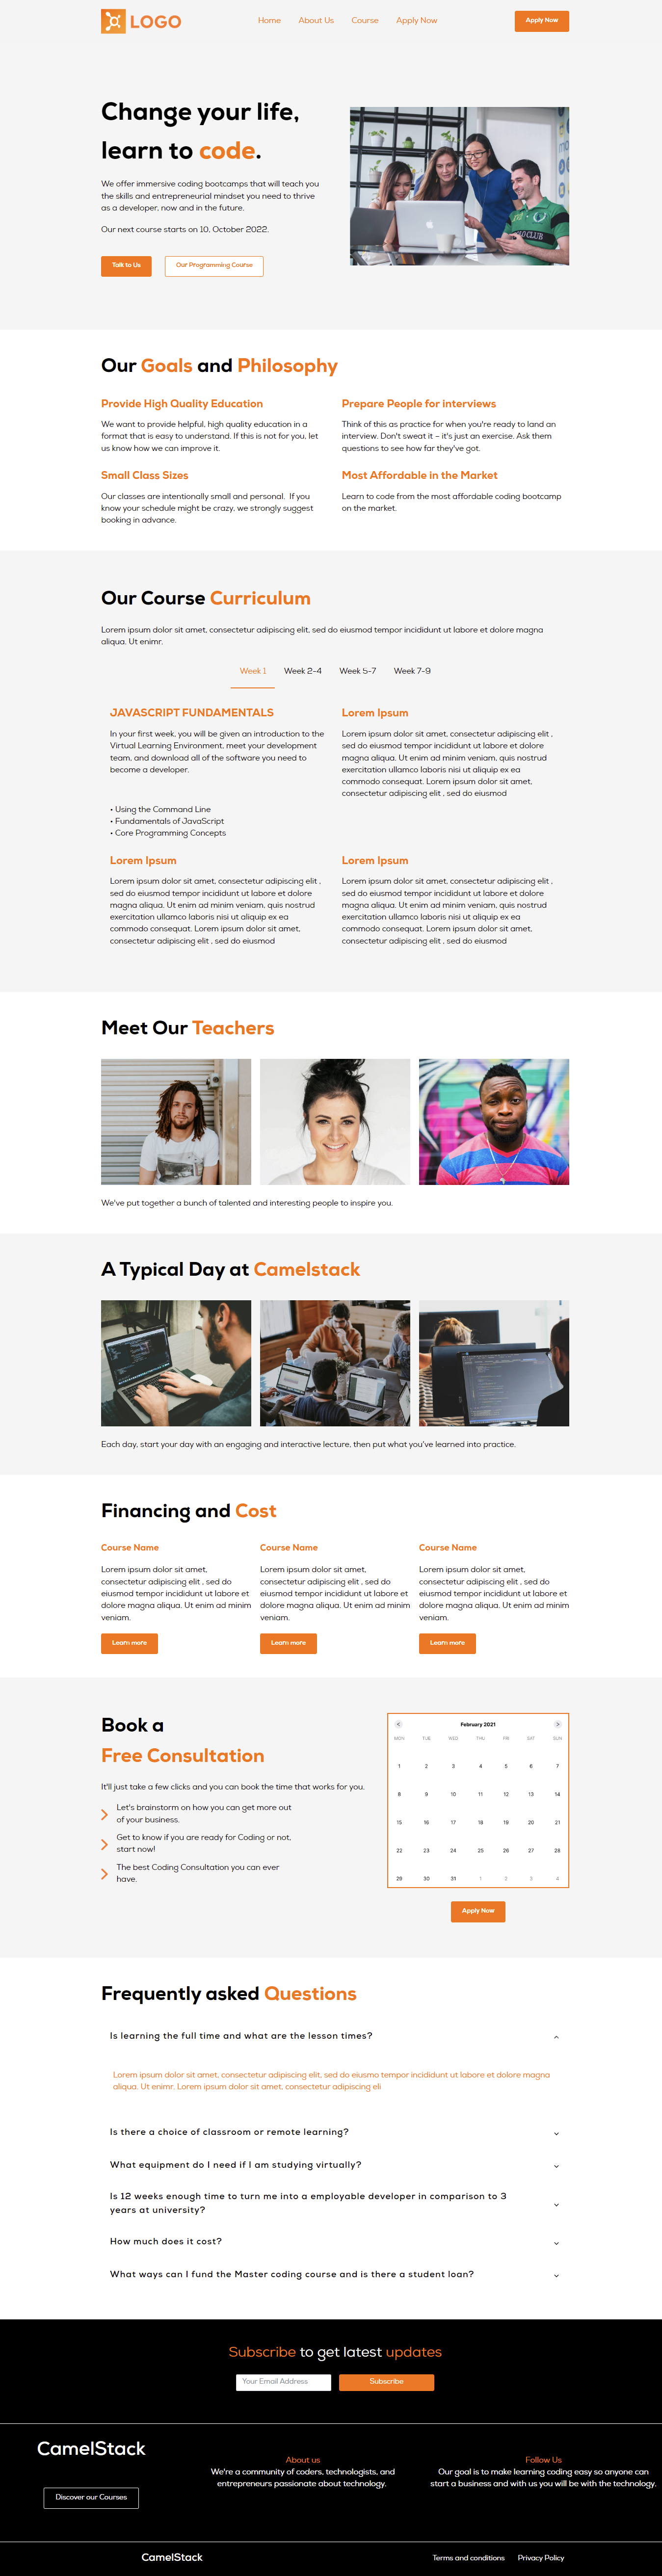 LOGO
Home About Us Course Apply Now
Apply Now
Change your life,
learn to code.
We offer immersive coding bootcamps that will teach you
the skills and entrepreneurial mindset you need to thrive
as a developer, now and in the future.
Our next course starts on 10, October 2022.
Talk to Us
Our Programming Course
Our Goals and Philosophy
Provide High Quality Education
We want to provide helpful, high quality education in a
format that is easy to understand. If this is not for you, let
us know how we can improve it.
Prepare People for interviews
Think of this as practice for when you're ready to land an
interview. Don't sweat it – it's just an exercise. Ask them
questions to see how far they've got.
Small Class Sizes
Our classes are intentionally small and personal. If you
know your schedule might be crazy, we strongly suggest
booking in advance.
Most Affordable in the Market
Learn to code from the most affordable coding bootcamp
on the market.
Our Course Curriculum
Lorem ipsum dolor sit amet, consectetur adipiscing elit, sed do eiusmod tempor incididunt ut labore et dolore magna
aliqua. Ut enimr.
Week 1 Week 2-4 Week 5-7 Week 7-9
JAVASCRIPT FUNDAMENTALS
In your first week, you will be given an introduction to the
Virtual Learning Environment, meet your development
team, and download all of the software you need to
become a developer.
• Using the Command Line
• Fundamentals of JavaScript
• Core Programming Concepts
Lorem Ipsum
Lorem ipsum dolor sit amet, consectetur adipiscing elit ,
sed do eiusmod tempor incididunt ut labore et dolore
magna aliqua. Ut enim ad minim veniam, quis nostrud
exercitation ullamco laboris nisi ut aliquip ex ea
commodo consequat. Lorem ipsum dolor sit amet,
consectetur adipiscing elit , sed do eiusmod
Lorem Ipsum
Lorem ipsum dolor sit amet, consectetur adipiscing elit ,
sed do eiusmod tempor incididunt ut labore et dolore
magna aliqua. Ut enim ad minim veniam, quis nostrud
exercitation ullamco laboris nisi ut aliquip ex ea
commodo consequat. Lorem ipsum dolor sit amet,
consectetur adipiscing elit , sed do eiusmod
Lorem Ipsum
Lorem ipsum dolor sit amet, consectetur adipiscing elit ,
sed do eiusmod tempor incididunt ut labore et dolore
magna aliqua. Ut enim ad minim veniam, quis nostrud
exercitation ullamco laboris nisi ut aliquip ex ea
commodo consequat. Lorem ipsum dolor sit amet,
consectetur adipiscing elit , sed do eiusmod
Meet Our Teachers
We've put together a bunch of talented and interesting people to inspire you.
A Typical Day at Camelstack
Each day, start your day with an engaging and interactive lecture, then put what you've learned into practice.
Financing and Cost
Course Name
Lorem ipsum dolor sit amet,
consectetur adipiscing elit , sed do
eiusmod tempor incididunt ut labore et
dolore magna aliqua. Ut enim ad minim
veniam.
Learn more
Course Name
Lorem ipsum dolor sit amet,
consectetur adipiscing elit , sed do
eiusmod tempor incididunt ut labore et
dolore magna aliqua. Ut enim ad minim
veniam.
Learn more
Course Name
Lorem ipsum dolor sit amet,
consectetur adipiscing elit , sed do
eiusmod tempor incididunt ut labore et
dolore magna aliqua. Ut enim ad minim
veniam.
Learn more
Book a
Free Consultation
It'll just take a few clicks and you can book the time that works for you.
Let's brainstorm on how you can get more out
of your business.
Get to know if you are ready for Coding or not,
start now!
The best Coding Consultation you can ever
have.
February 2021
MON TUE WED THU FRI SAT SUN
1 2 3 4 5 6 7
8 9 10 11 12 13 14
15 16 17 18 19 20 21
22 23 24 25 26 27 28
29 30 31 1 2 3 4
Apply Now
Frequently asked Questions
Is learning the full time and what are the lesson times?
Lorem ipsum dolor sit amet, consectetur adipiscing elit, sed do eiusmo tempor incididunt ut labore et dolore magna
aliqua. Ut enimr. Lorem ipsum dolor sit amet, consectetur adipiscing eli
Is there a choice of classroom or remote learning?
What equipment do I need if I am studying virtually?
Is 12 weeks enough time to turn me into a employable developer in comparison to 3
years at university?
How much does it cost?
What ways can I fund the Master coding course and is there a student loan?
Subscribe to get latest updates
Your Email Address
Subscribe
CamelStack
Discover our Courses
About us
We're a community of coders, technologists, and
entrepreneurs passionate about technology.
Follow Us
Our goal is to make learning coding easy so anyone can
start a business and with us you will be with the technology.
CamelStack
Terms and conditions Privacy Policy